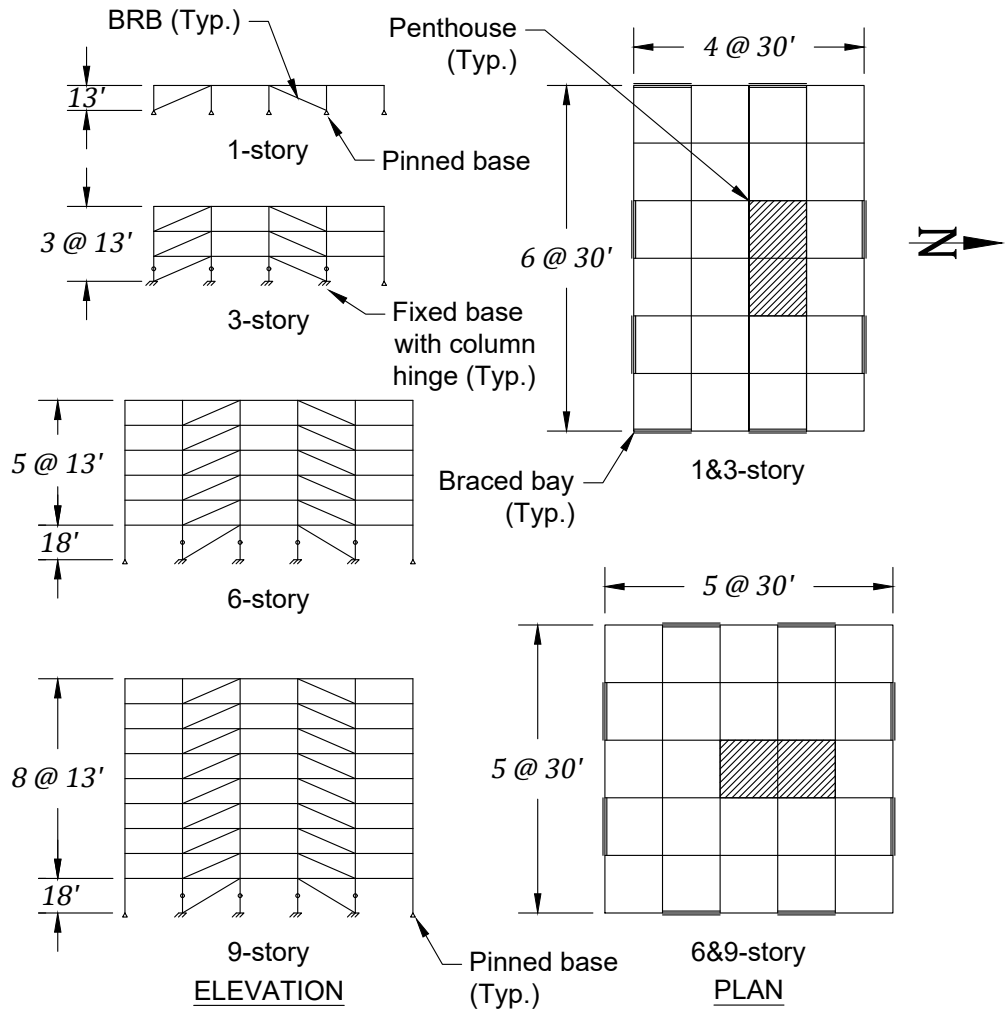 BRB (Typ.)
13'
1-story
Pinned base
3 @ 13'
3-story
Fixed base
with column
hinge (Typ.)
5 @ 13'
18'
6-story
8 @ 13'
18'
9-story
Pinned base
(Typ.)
ELEVATION
Penthouse
(Typ.)
4 @ 30'
6 @ 30'
N
Braced bay
(Typ.)
1&3-story
5 @ 30'
5 @ 30'
6&9-story
PLAN